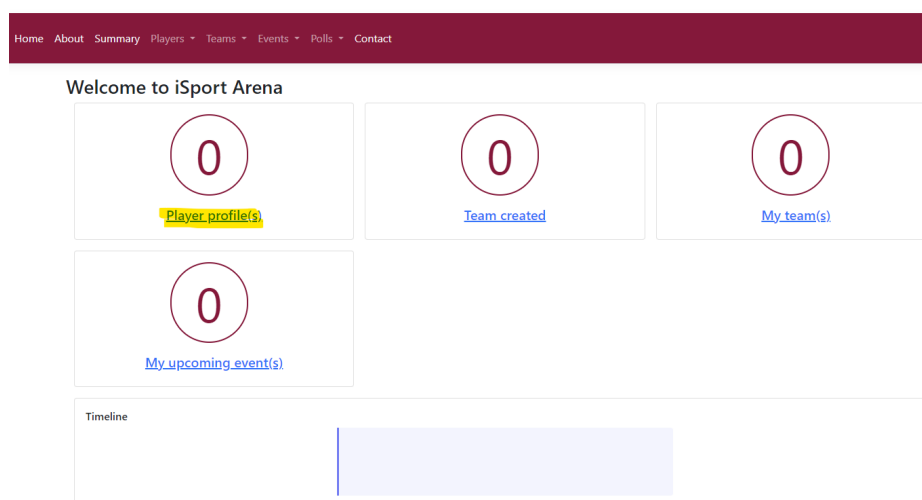 Home About Summary Players Teams Events Polls Contact
Welcome to iSport Arena
0 0 0
Player profile(s) Team created My team(s)
0
My upcoming event(s)
Timeline